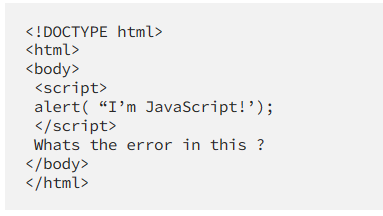 <!DOCTYPE html>
<html>
<body>
<script>
alert( “I’m JavaScript!’);
</script>
Whats the error in this ?
</body>
</html>